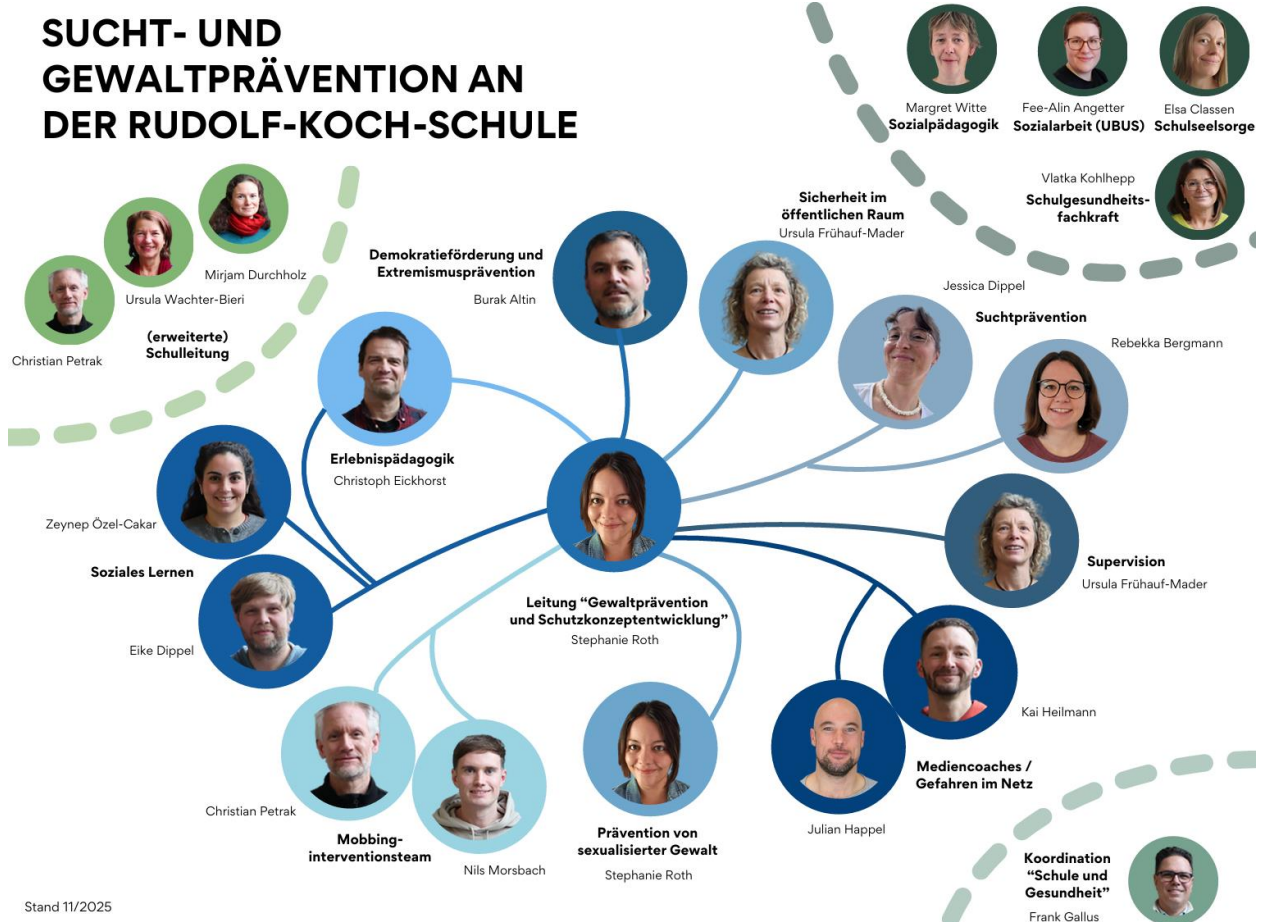 SUCHT- UND
GEWALTPRÄVENTION AN
DER RUDOLF-KOCH-SCHULE
Margret Witte
Sozialpädagogik
Fee-Alin Angetter
Sozialarbeit (UBUS)
Elsa Classen
Schulseelsorge
Vlatka Kohlhepp
Schulgesundheits-
fachkraft
Mirjam Durchholz
Ursula Wachter-Bieri
Christian Petrak
(erweiterte)
Schulleitung
Demokratieförderung und
Extremismusprävention
Burak Altin
Sicherheit im
öffentlichen Raum
Ursula Frühauf-Mader
Jessica Dippel
Suchtprävention
Rebekka Bergmann
Erlebnispädagogik
Christoph Eickhorst
Zeynep Özel-Cakar
Soziales Lernen
Eike Dippel
Leitung “Gewaltprävention
und Schutzkonzeptentwicklung”
Stephanie Roth
Supervision
Ursula Frühauf-Mader
Kai Heilmann
Mediencoaches /
Gefahren im Netz
Julian Happel
Christian Petrak
Mobbing-
interventionsteam
Nils Morsbach
Prävention von
sexualisierter Gewalt
Stephanie Roth
Koordination
“Schule und
Gesundheit”
Frank Gallus
Stand 11/2025